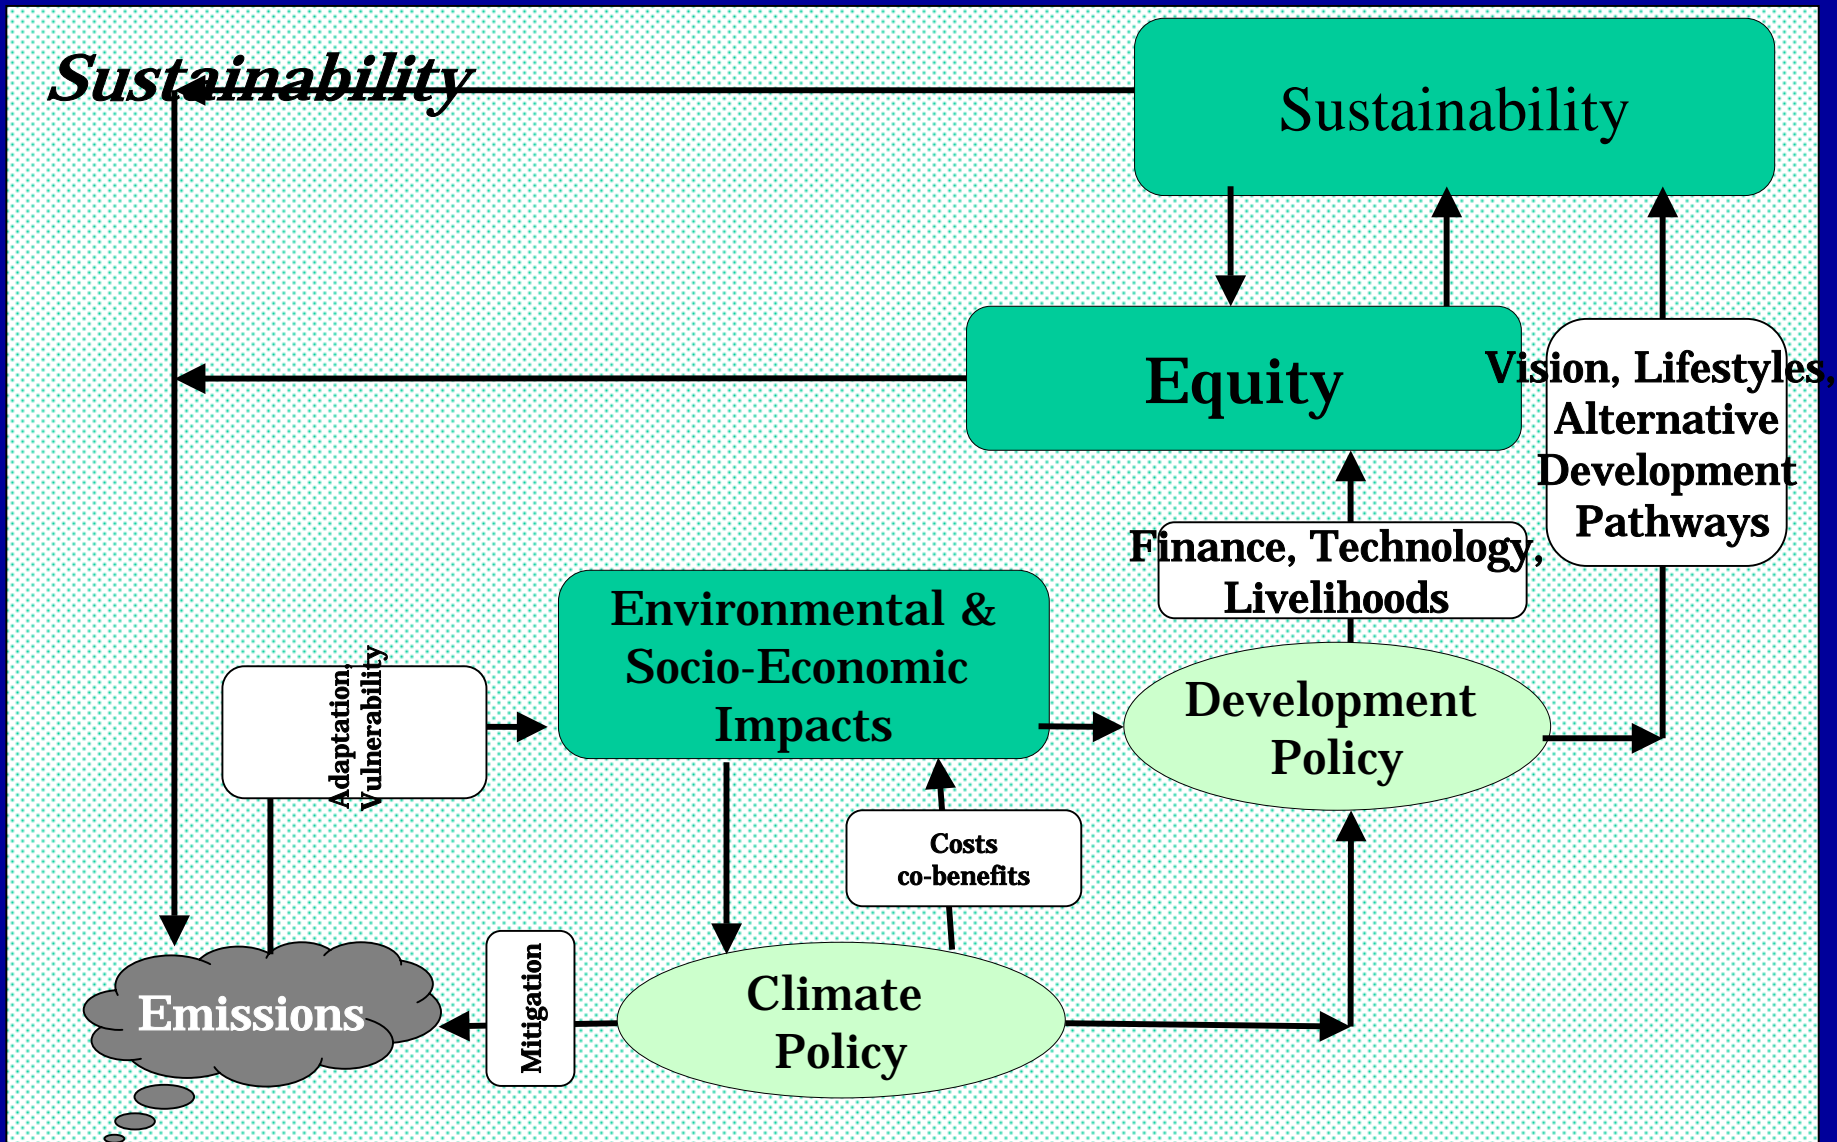 Sustainability
Sustainability
Equity
Vision, Lifestyles,
Alternative
Development
Pathways
Finance, Technology,
Livelihoods
Environmental &
Socio-Economic
Impacts
Adaptation,
Vulnerability
Development
Policy
Costs
co-benefits
Mitigation
Climate
Policy
Emissions